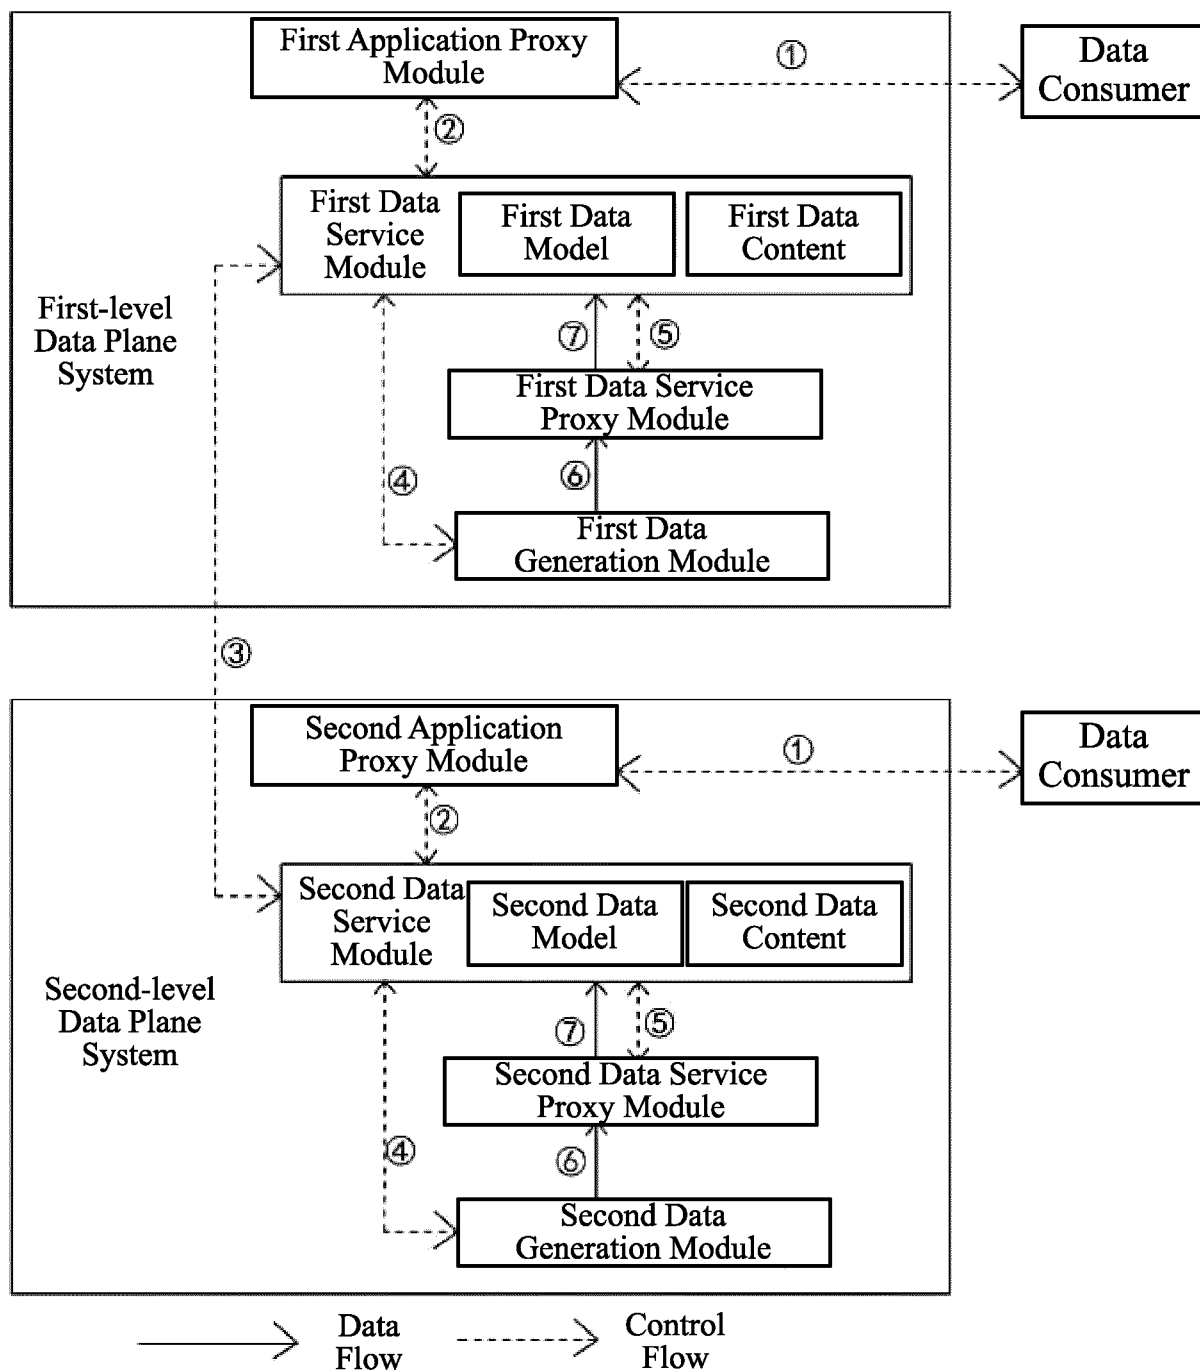 First Application Proxy
Module
①
Data
Consumer
②
First Data
Service
Module
First Data
Model
First Data
Content
First-level
Data Plane
System
⑦
⑤
First Data Service
Proxy Module
④
⑥
First Data
Generation Module
③
Second Application
Proxy Module
①
Data
Consumer
②
Second Data
Service
Module
Second Data
Model
Second Data
Content
Second-level
Data Plane
System
⑦
⑤
Second Data Service
Proxy Module
④
⑥
Second Data
Generation Module
Data
Flow
Control
Flow